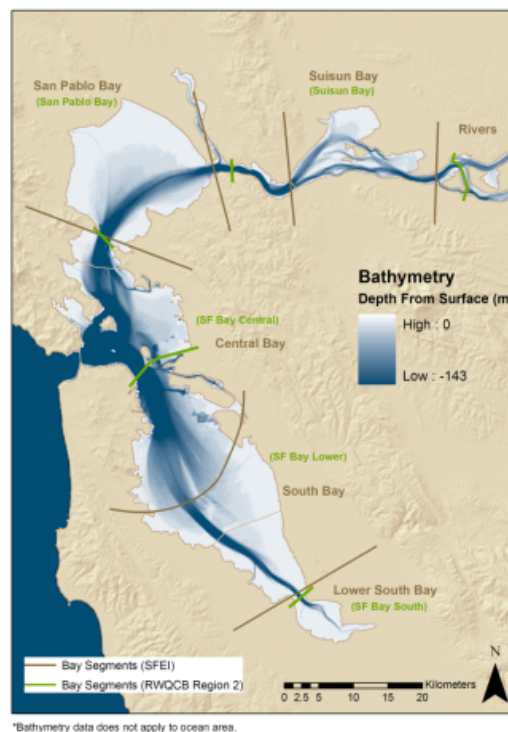 San Pablo Bay
(San Pablo Bay)
Suisun Bay
(Suisun Bay)
Rivers
Bathymetry
Depth From Surface (m
High : 0
Low : -143
(SF Bay Central)
Central Bay
(SF Bay Lower)
South Bay
Lower South Bay
(SF Bay South)
N
Bay Segments (SFEI)
Bay Segments (RWQCB Region 2)
Kilometers
0 2.5 5 10 15 20
*Bathymetry data does not apply to ocean area.